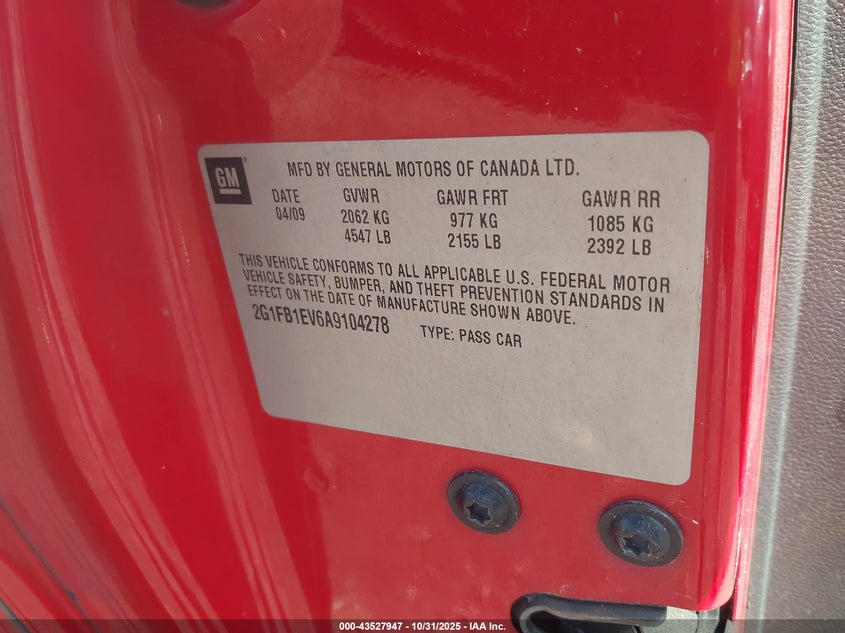 GM
MFD BY GENERAL MOTORS OF CANADA LTD.
DATE GVWR GAWR FRT GAWR RR
04/09 2062 KG 977 KG 1085 KG
4547 LB 2155 LB 2392 LB
THIS VEHICLE CONFORMS TO ALL APPLICABLE U.S. FEDERAL MOTOR
VEHICLE SAFETY, BUMPER, AND THEFT PREVENTION STANDARDS IN
EFFECT ON THE DATE OF MANUFACTURE SHOWN ABOVE.
2G1FB1EV6A9104278 TYPE: PASS CAR
000-43527947 - 10/31/2025 - IAA Inc.